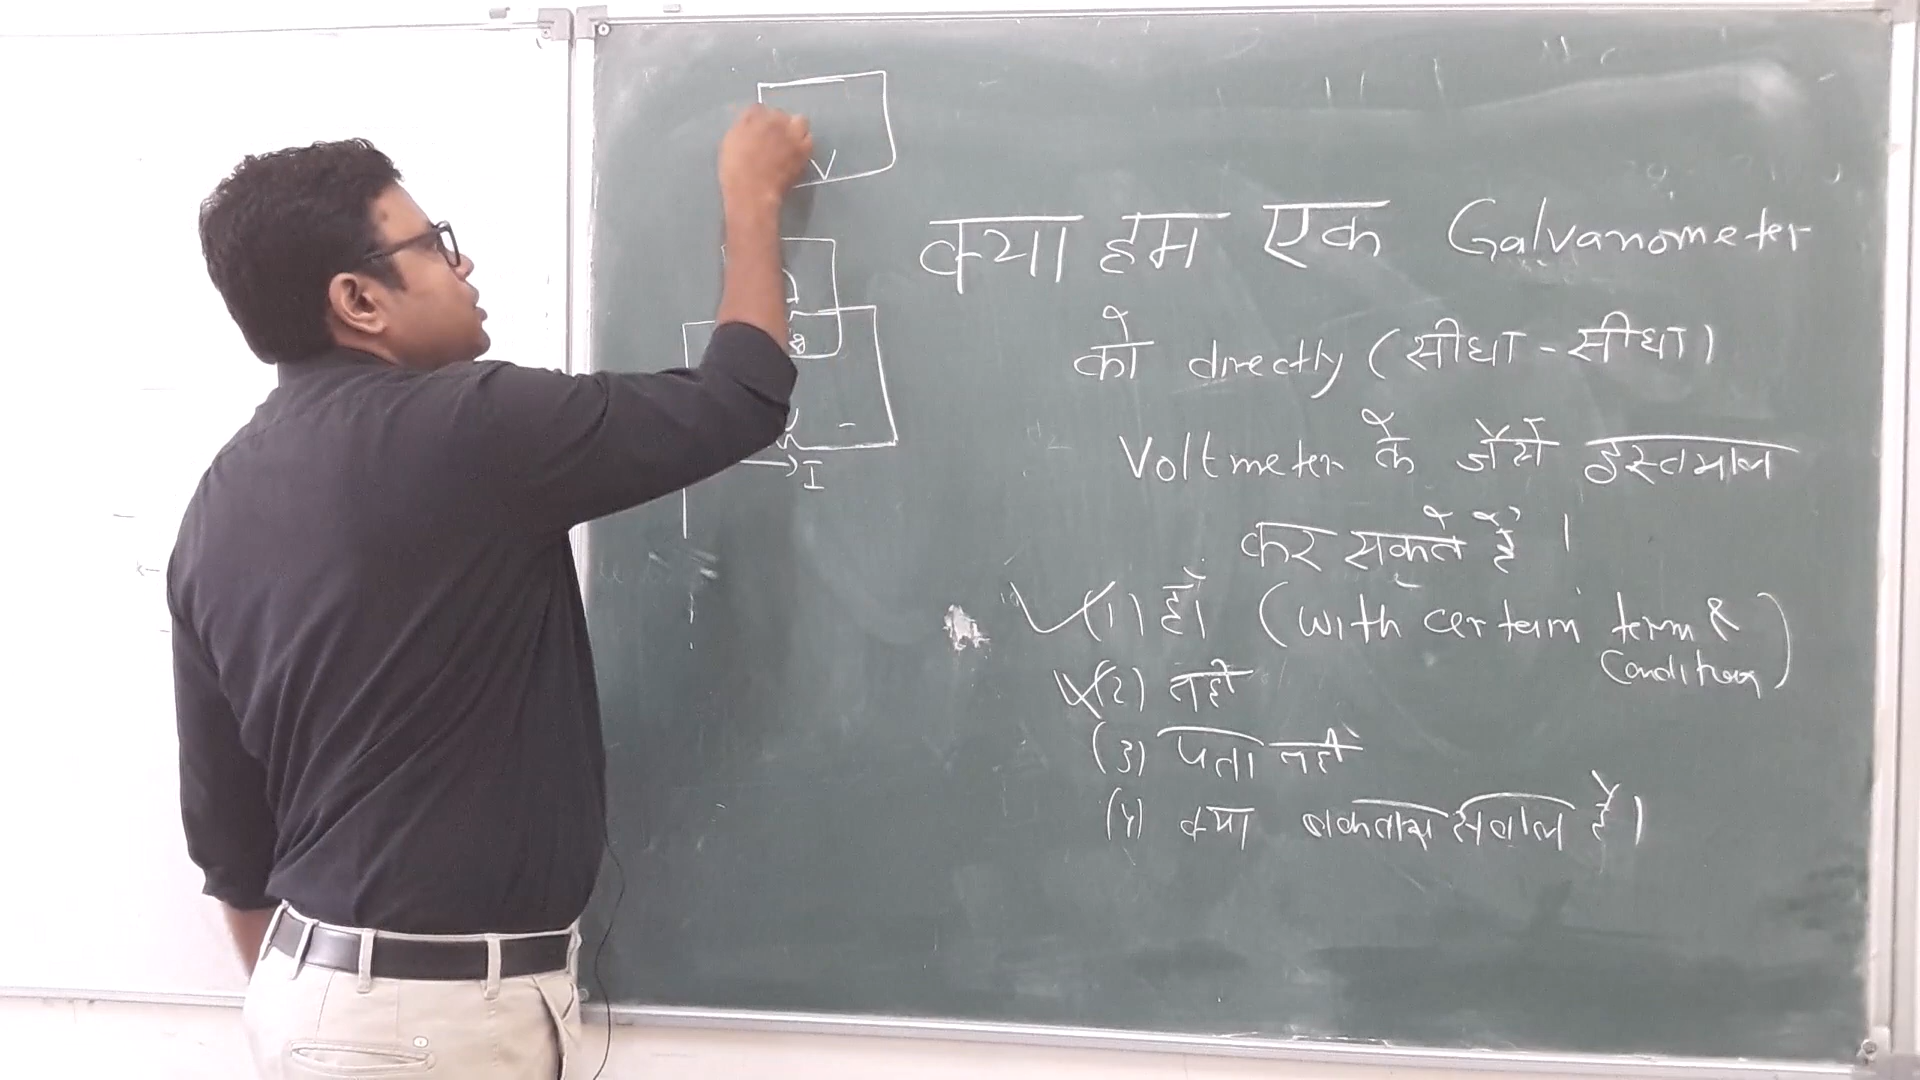 V
I
क्या हम एक Galvanometer
को directly (सीधा - सीधा)
Voltmeter के जैसे इस्तमाल
कर सकते हैं ।
(1) हाँ (With certain term & Condition)
(2) नहीं
(3) पता नहीं
(4) क्या बकवास सवाल है ।